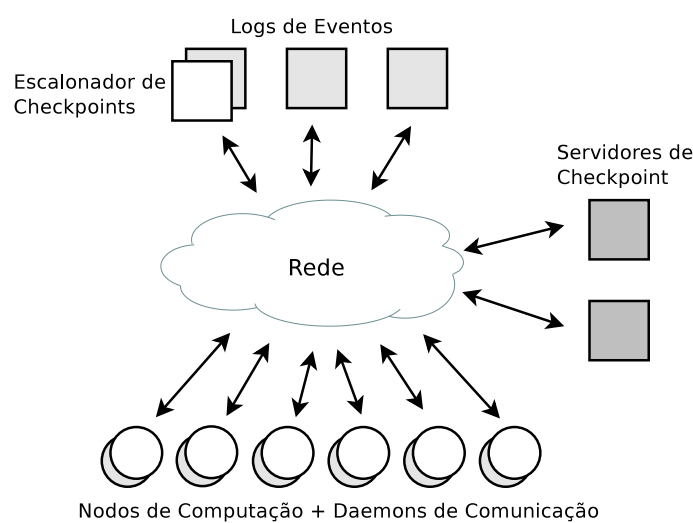 Logs de Eventos
Escalonador de
Checkpoints
Servidores de
Checkpoint
Rede
Nodos de Computação + Daemons de Comunicação